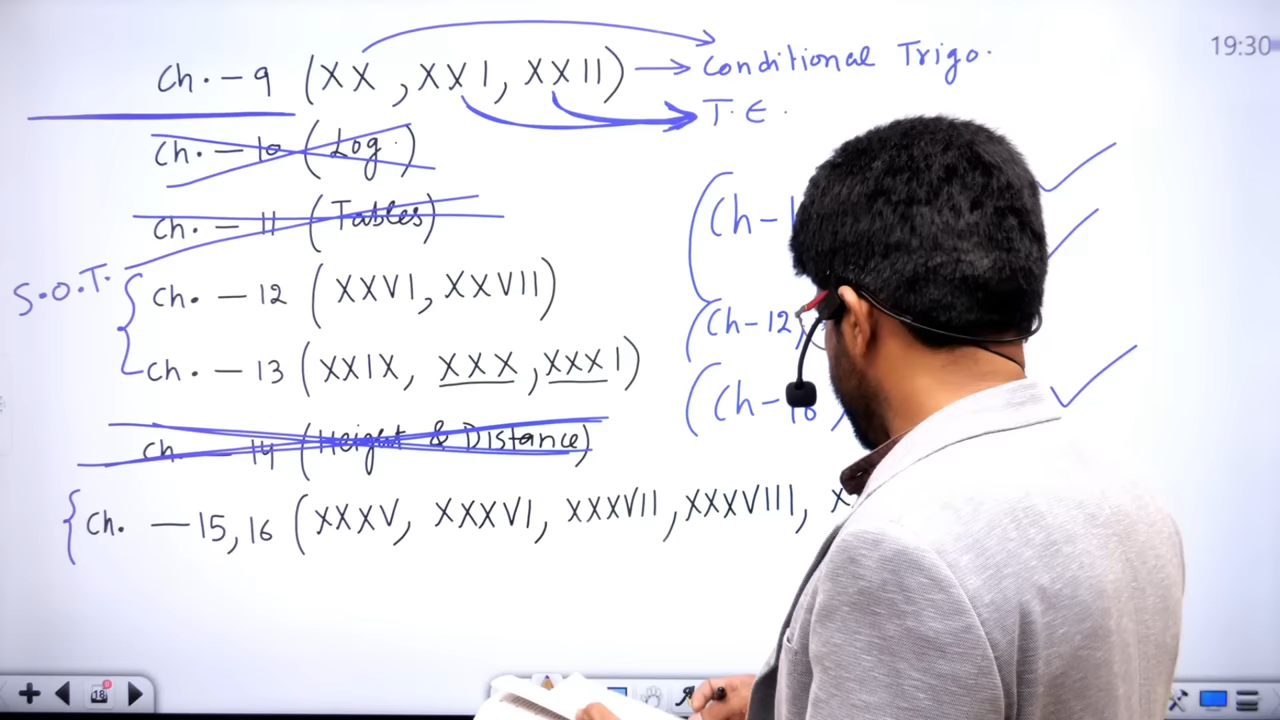 19:30
Ch. - 9 (XX, XXI, XXII) → Conditional Trigo.
T.E.
Ch. - 10 (Log.)
Ch. - 11 (Tables)
S.O.T.
Ch. - 12 (XXVI, XXVII)
Ch. - 13 (XXIX, XXX, XXXI)
Ch. - 14 (Height & Distance)
Ch. - 15, 16 (XXXV, XXXVI, XXXVII, XXXVIII,
(Ch-
(Ch-12,
(Ch-
18